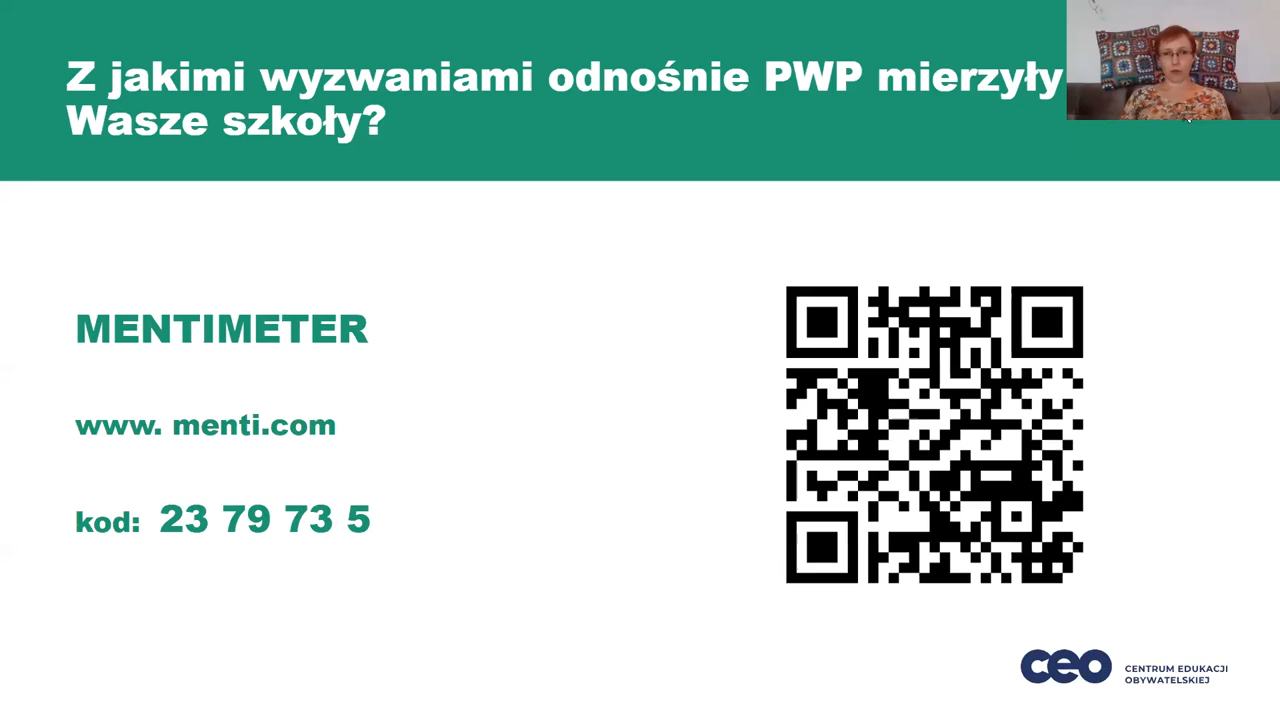 Z jakimi wyzwaniami odnośnie PWP mierzyły
Wasze szkoły?
MENTIMETER
www. menti.com
kod: 23 79 73 5
ceo CENTRUM EDUKACJI
OBYWATELSKIEJ